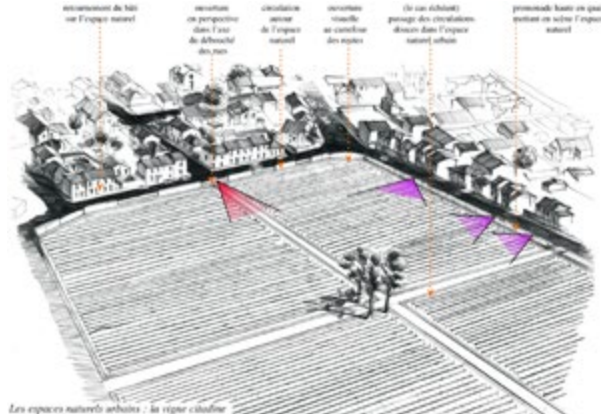 retournement du bâti
sur l'espace naturel
ouverture
en perspective
dans l'axe
du débouché
des rues
circulation
autour
de l'espace
naturel
ouverture
visuelle
au carrefour
des routes
(le cas échéant)
passage des circulations
douces dans l'espace
naturel urbain
promenade haute en quai
mettant en scène l'espace
naturel
Les espaces naturels urbains : la vigne citadine